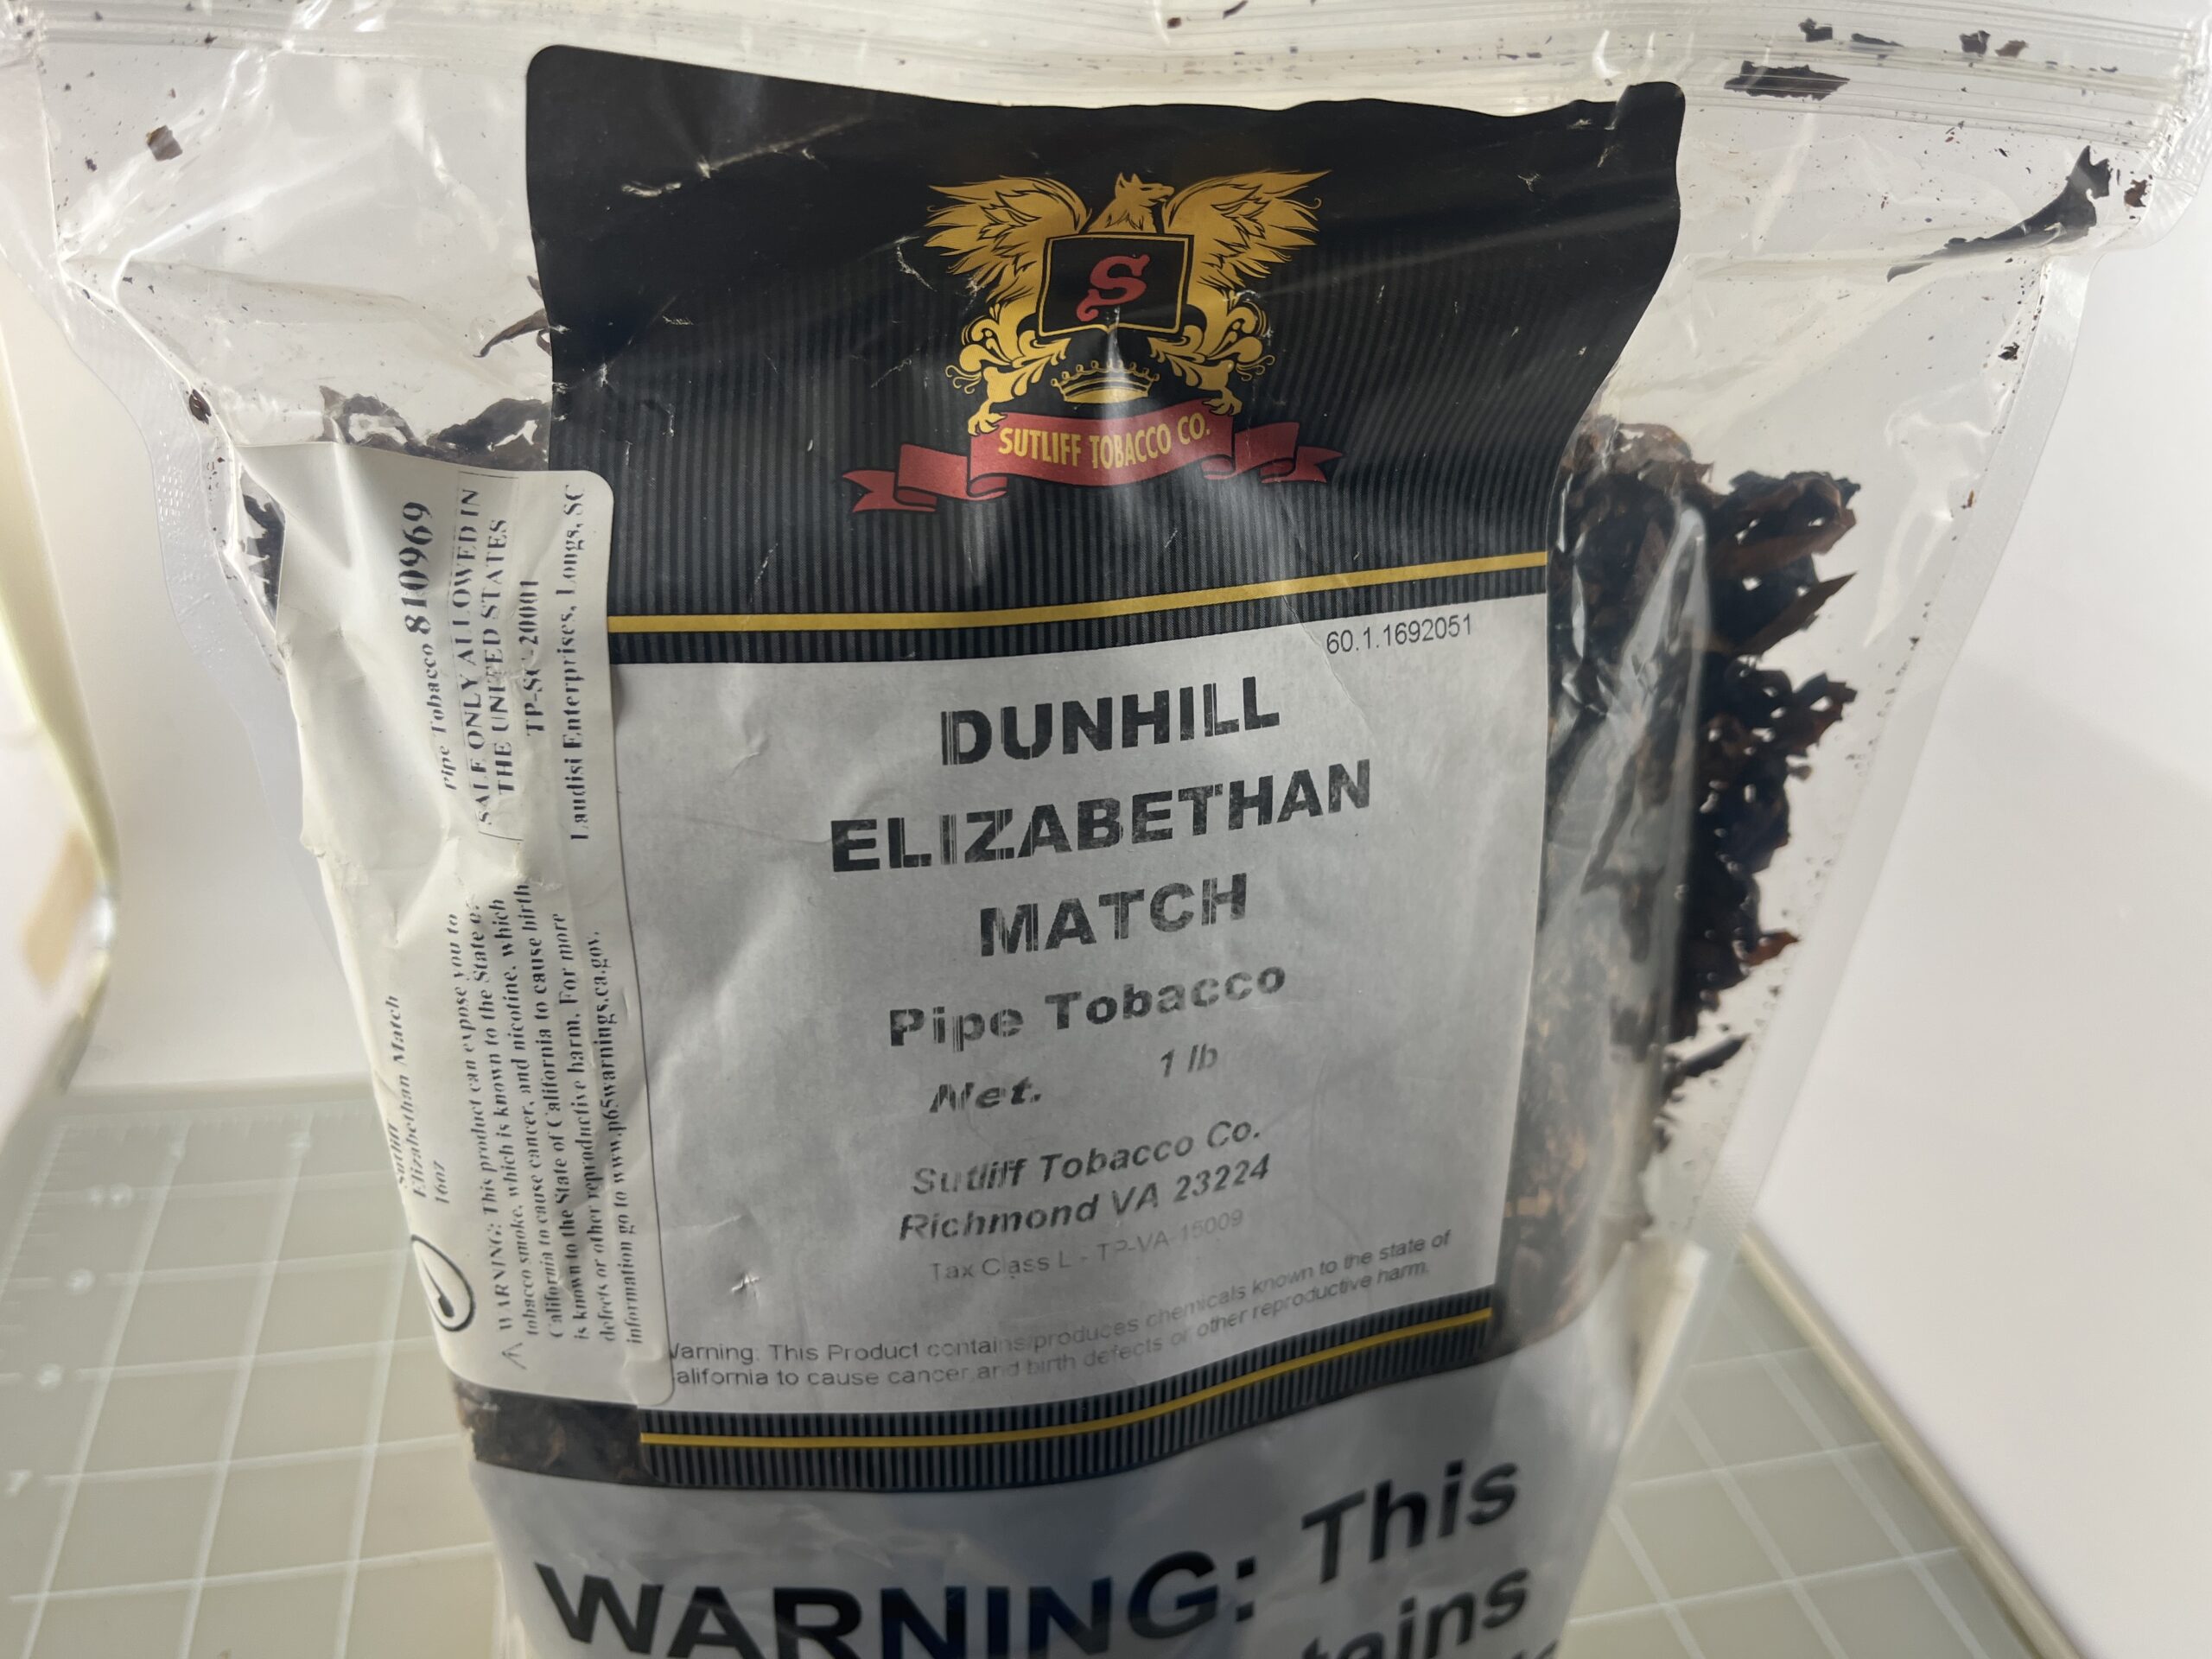 S
SUTLIFF TOBACCO CO.
60.1.1692051
DUNHILL
ELIZABETHAN
MATCH
Pipe Tobacco
Net. 1 lb
Sutliff Tobacco Co.
Richmond VA 23224
Tax Class L - TP-VA-15009
Warning: This Product contains/produces chemicals known to the state of
alifornia to cause cancer and birth defects or other reproductive harm.
WARNING: This
Pipe Tobacco 810969
SALE ONLY ALLOWED IN
THE UNITED STATES
TP-SC-20001
Laudisi Enterprises, Longs, SC
Sutliff
Elizabethan Match
16oz
WARNING: This product can expose you to
tobacco smoke, which is known to the State of
California to cause cancer, and nicotine, which
is known to the State of California to cause birth
defects or other reproductive harm. For more
information go to www.p65warnings.ca.gov.